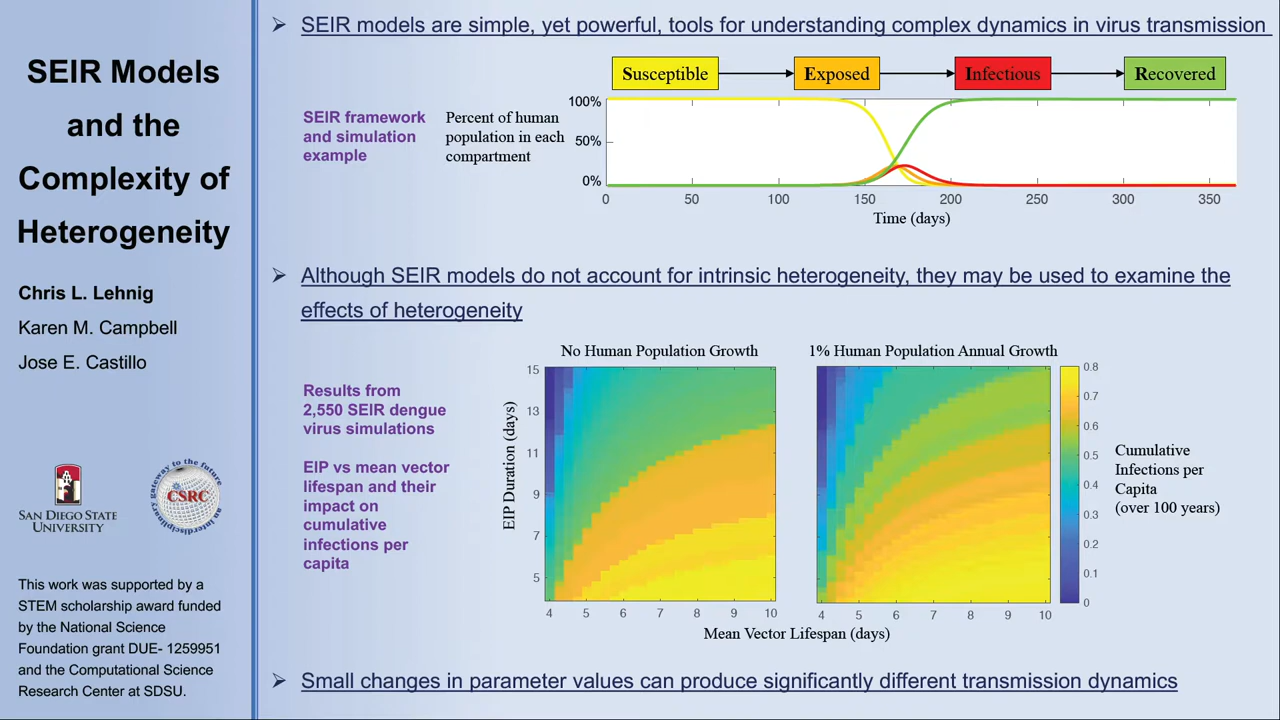 SEIR Models
and the
Complexity of
Heterogeneity
Chris L. Lehnig
Karen M. Campbell
Jose E. Castillo
SAN DIEGO STATE
UNIVERSITY
gateway to the future
CSRC
an interdisciplinary
This work was supported by a
STEM scholarship award funded
by the National Science
Foundation grant DUE- 1259951
and the Computational Science
Research Center at SDSU.
➢ SEIR models are simple, yet powerful, tools for understanding complex dynamics in virus transmission
Susceptible Exposed Infectious Recovered
SEIR framework
and simulation
example
Percent of human
population in each
compartment
100%
50%
0%
0 50 100 150 200 250 300 350
Time (days)
➢ Although SEIR models do not account for intrinsic heterogeneity, they may be used to examine the
effects of heterogeneity
Results from
2,550 SEIR dengue
virus simulations
EIP vs mean vector
lifespan and their
impact on
cumulative
infections per
capita
No Human Population Growth
1% Human Population Annual Growth
EIP Duration (days)
15
13
11
9
7
5
4 5 6 7 8 9 10
4 5 6 7 8 9 10
Mean Vector Lifespan (days)
0.8
0.7
0.6
0.5
0.4
0.3
0.2
0.1
0
Cumulative
Infections per
Capita
(over 100 years)
➢ Small changes in parameter values can produce significantly different transmission dynamics